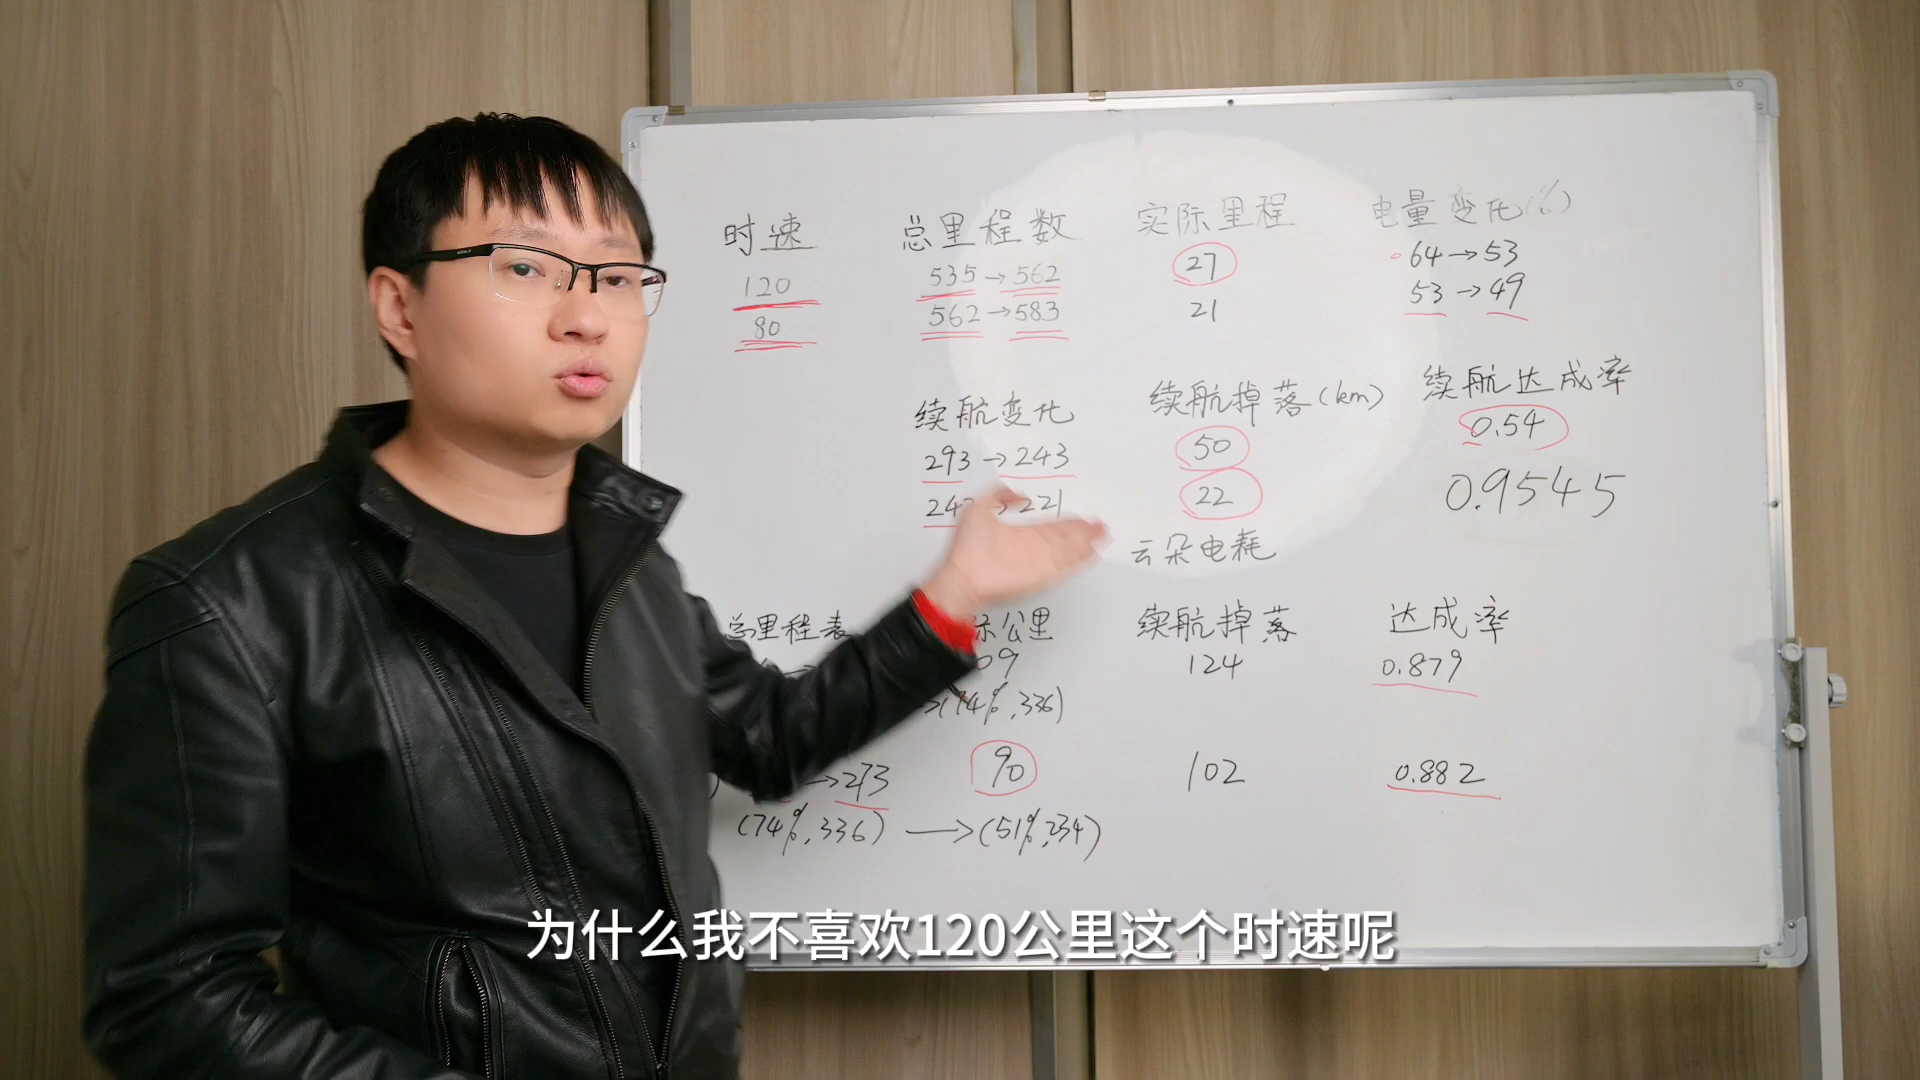 时速 总里程数 实际里程 电量变化(%)
120 535→562 27 64→53
80 562→583 21 53→49
续航变化 续航掉落(km) 续航达成率
293→243 50 0.54
→221 22 0.9545
云朵电耗
总里程表 公里 续航掉落 达成率
09 124 0.879
→(74%,336)
→273 90 102 0.882
(74%,336)→(51%,234)
为什么我不喜欢120公里这个时速呢